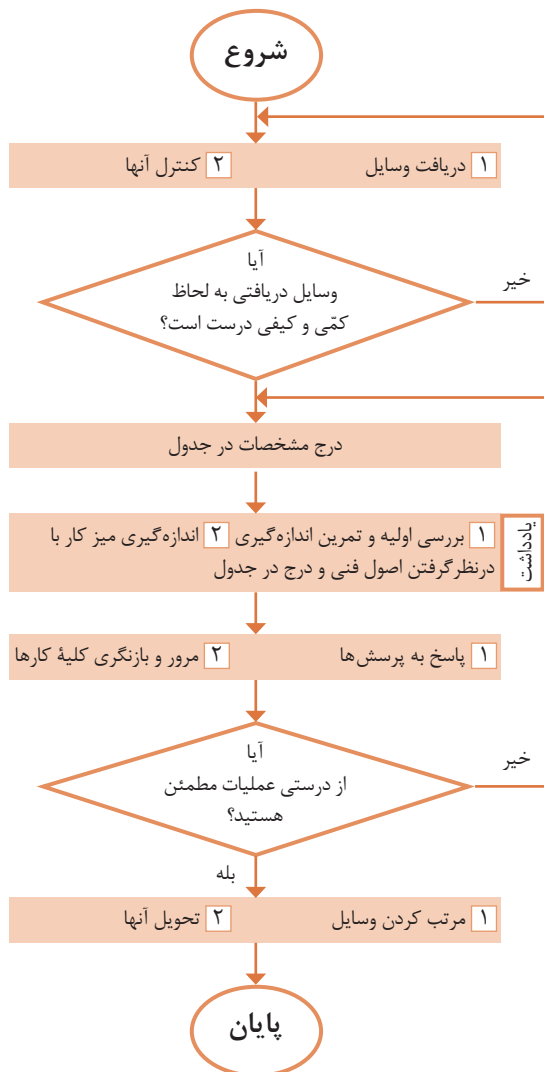 شروع
۱ دریافت وسایل ۲ کنترل آنها
آیا
وسایل دریافتی به لحاظ
کمّی و کیفی درست است؟
خیر
درج مشخصات در جدول
یادداشت
۱ بررسی اولیه و تمرین اندازه‌گیری ۲ اندازه‌گیری میز کار با
درنظرگرفتن اصول فنی و درج در جدول
۱ پاسخ به پرسش‌ها ۲ مرور و بازنگری کلیۀ کارها
آیا
از درستی عملیات مطمئن
هستید؟
خیر
بله
۱ مرتب کردن وسایل ۲ تحویل آنها
پایان